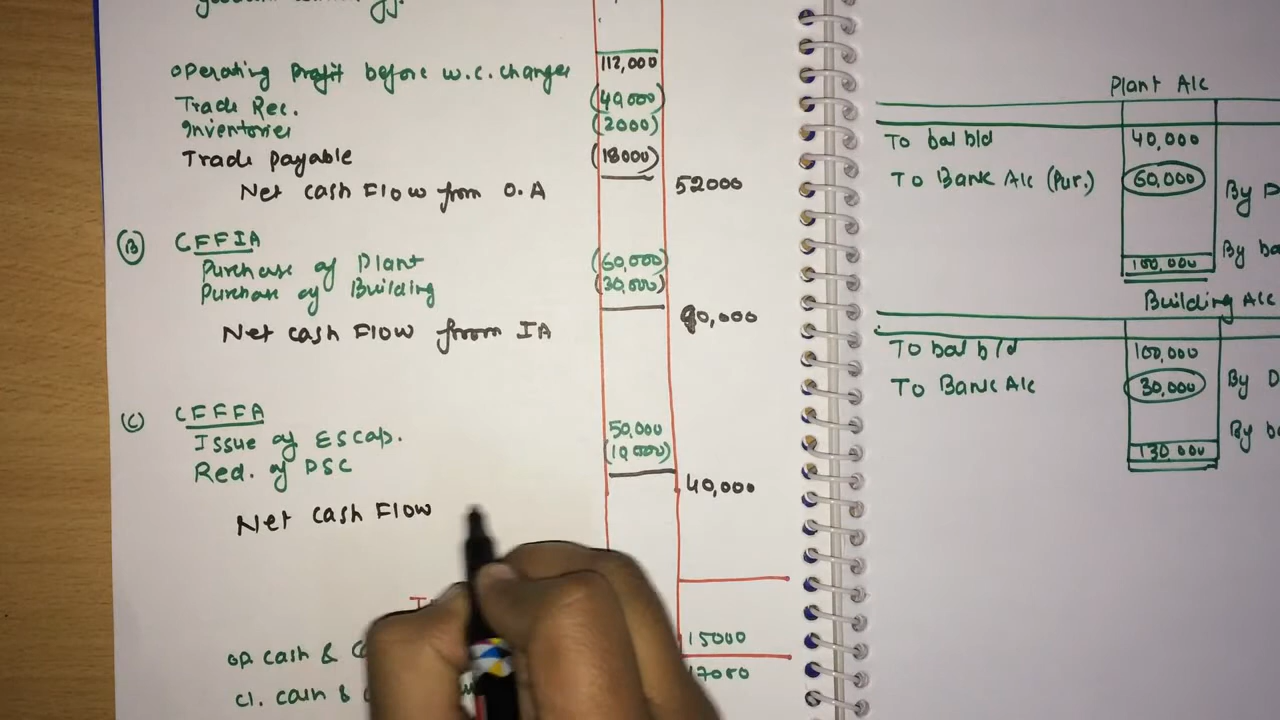 operating Profit before w.c. changes 112,000
Trade Rec. (40,000)
Inventories (2000)
Trade payable (18000)
Net cash Flow from O.A 52000
(B) CFFIA
Purchase of Plant (60,000)
Purchase of Building (30,000)
Net cash Flow from IA 90,000
(C) CFFFA
Issue of ESCap. 50,000
Red. of PSC (10,000)
40,000
Net cash Flow
op. cash & 15000
cl. cash & 17000
Plant A/c
To bal b/d 40,000
To Bank A/c (Pur.) 60,000
By
By
100,000
Building A/c
To bal b/d 100,000
To Bank A/c 30,000
By
By
130,000